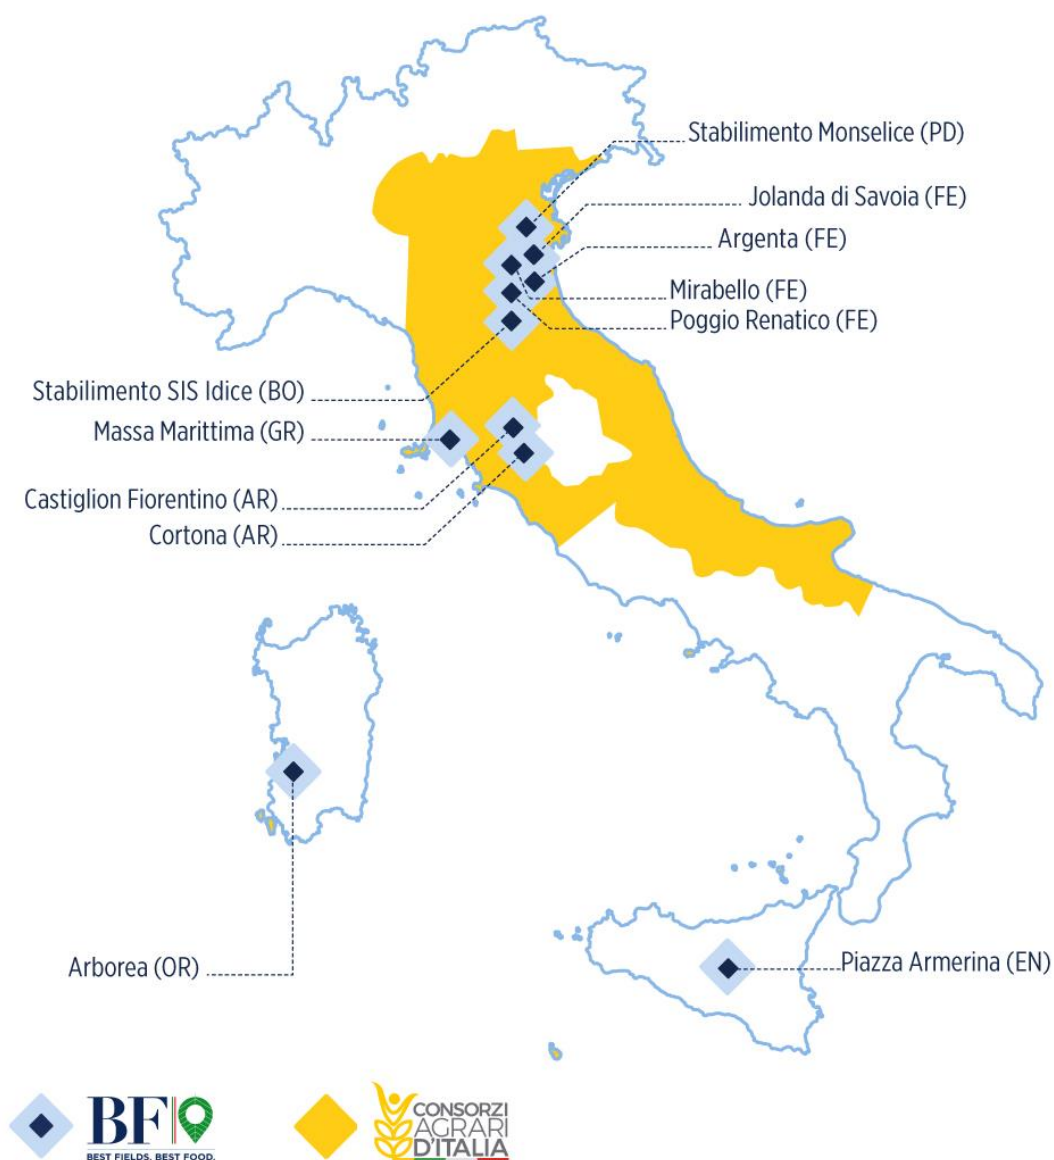 Stabilimento Monselice (PD)
Jolanda di Savoia (FE)
Argenta (FE)
Mirabello (FE)
Poggio Renatico (FE)
Stabilimento SIS Idice (BO)
Massa Marittima (GR)
Castiglion Fiorentino (AR)
Cortona (AR)
Arborea (OR)
Piazza Armerina (EN)
BF
BEST FIELDS. BEST FOOD.
CONSORZI
AGRARI
D'ITALIA